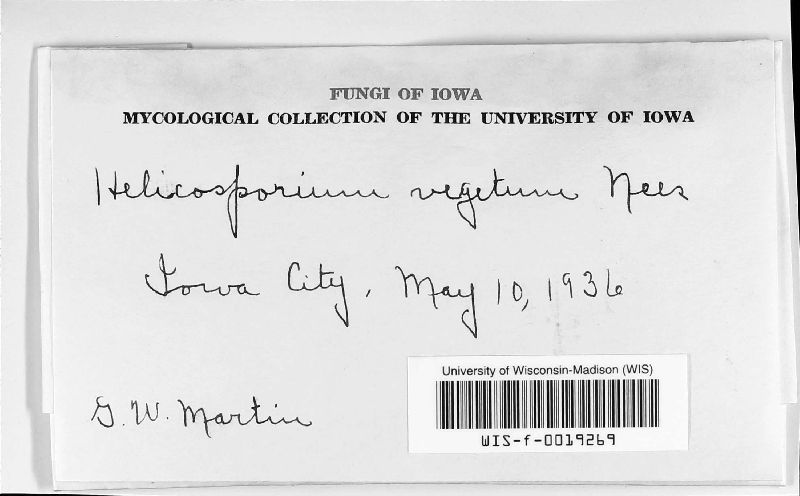 FUNGI OF IOWA
MYCOLOGICAL COLLECTION OF THE UNIVERSITY OF IOWA
Helicosporium vegetum Nees
Iowa City, May 10, 1936
University of Wisconsin-Madison (WIS)
WIS-f-0019269
G. W. Martin